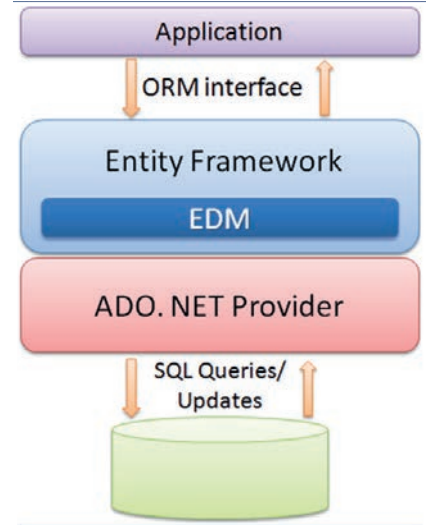 Application
ORM interface
Entity Framework
EDM
ADO. NET Provider
SQL Queries/
Updates